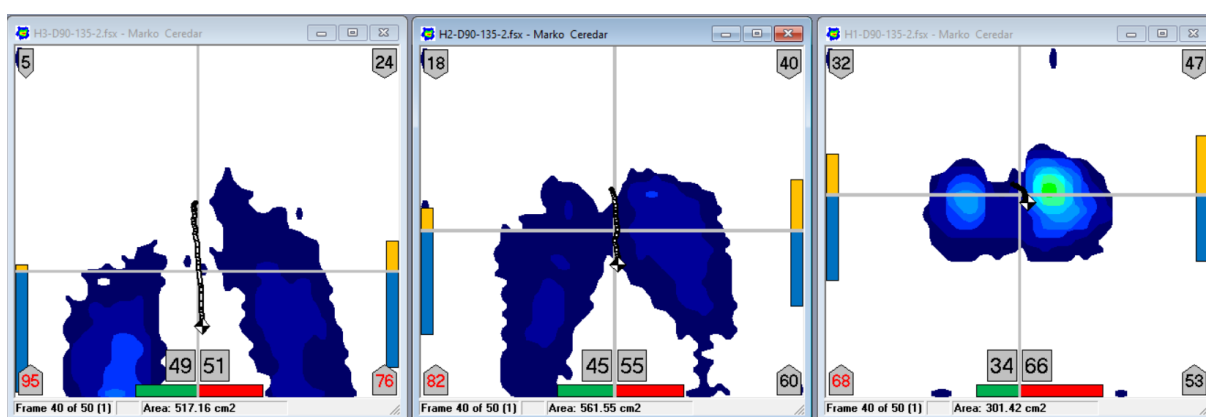 H3-D90-135-2.fsx - Marko Ceredar
5 24
49 51
95 76
Frame 40 of 50 (1) Area: 517.16 cm2
H2-D90-135-2.fsx - Marko Ceredar
18 40
45 55
82 60
Frame 40 of 50 (1) Area: 561.55 cm2
H1-D90-135-2.fsx - Marko Ceredar
32 47
34 66
68 53
Frame 40 of 50 (1) Area: 301.42 cm2